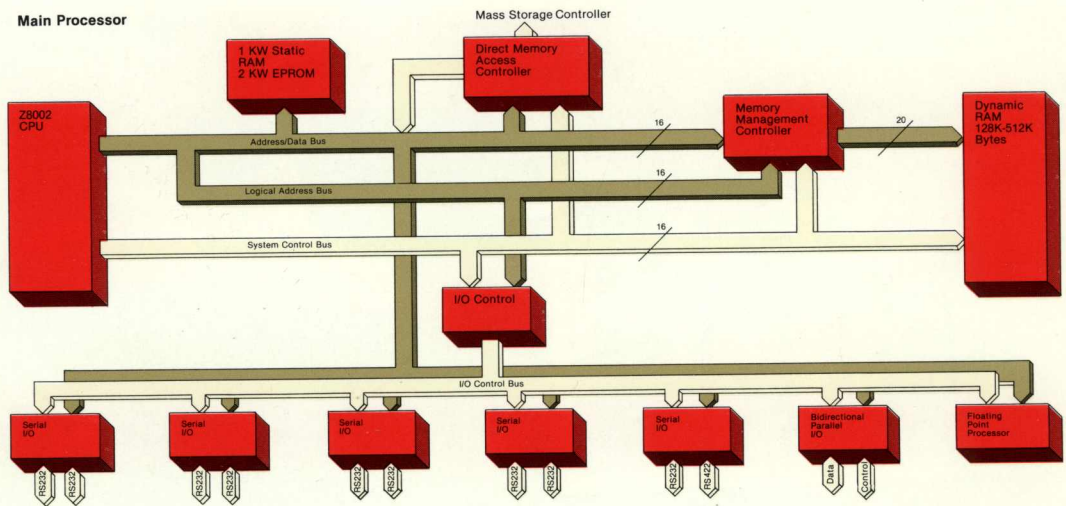 Main Processor
Mass Storage Controller
1 KW Static
RAM
2 KW EPROM
Direct Memory
Access
Controller
Z8002
CPU
Memory
Management
Controller
Dynamic
RAM
128K-512K
Bytes
Address/Data Bus
16
20
Logical Address Bus
16
System Control Bus
16
I/O Control
I/O Control Bus
Serial
I/O
Serial
I/O
Serial
I/O
Serial
I/O
Serial
I/O
Bidirectional
Parallel
I/O
Floating
Point
Processor
RS232
RS232
RS232
RS232
RS232
RS232
RS232
RS232
RS232
RS422
Data
Control